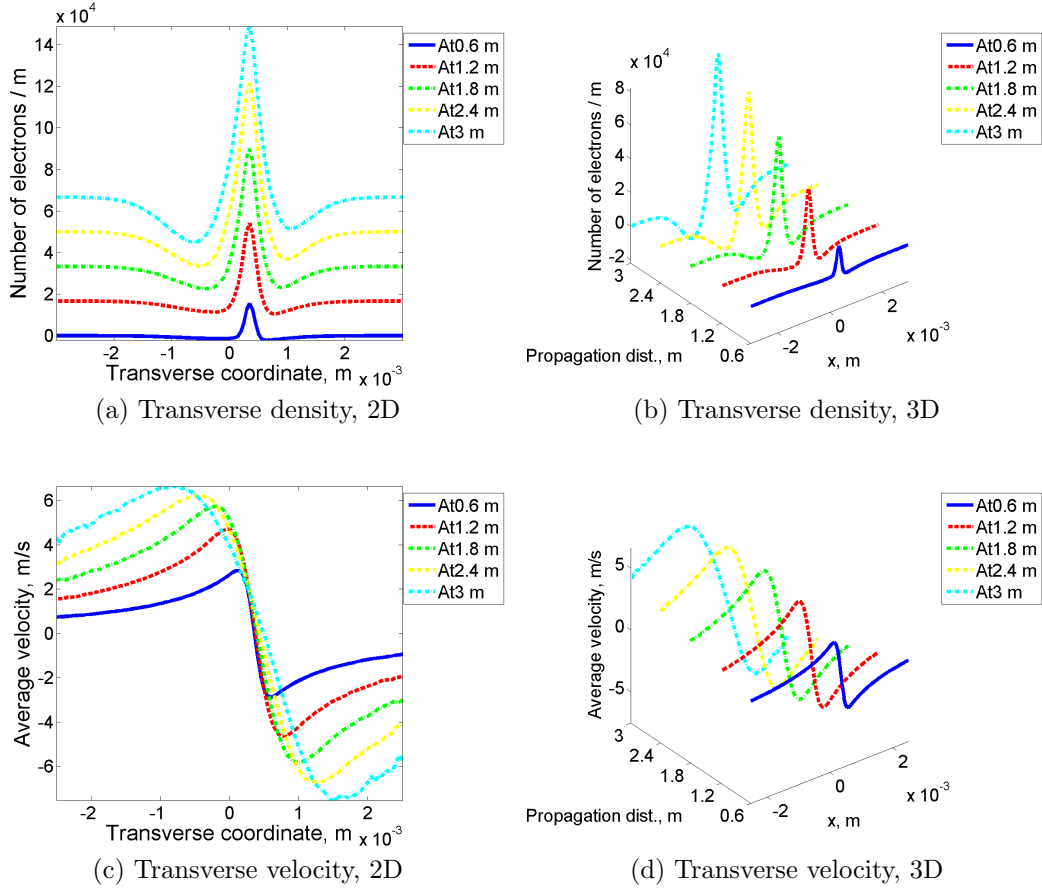 x 10⁴
14
12
10
8
6
4
2
0
Number of electrons / m
-2
0
2
Transverse coordinate, m
x 10⁻³
At0.6 m
At1.2 m
At1.8 m
At2.4 m
At3 m
(a) Transverse density, 2D
x 10⁴
8
6
4
2
0
-2
Number of electrons / m
3
2.4
1.8
1.2
0.6
Propagation dist., m
-2
0
2
x 10⁻³
x, m
At0.6 m
At1.2 m
At1.8 m
At2.4 m
At3 m
(b) Transverse density, 3D
6
4
2
0
-2
-4
-6
Average velocity, m/s
-2
-1
0
1
2
Transverse coordinate, m
x 10⁻³
At0.6 m
At1.2 m
At1.8 m
At2.4 m
At3 m
(c) Transverse velocity, 2D
5
0
-5
Average velocity, m/s
3
2.4
1.8
1.2
0.6
Propagation dist., m
-2
0
2
x 10⁻³
x, m
At0.6 m
At1.2 m
At1.8 m
At2.4 m
At3 m
(d) Transverse velocity, 3D